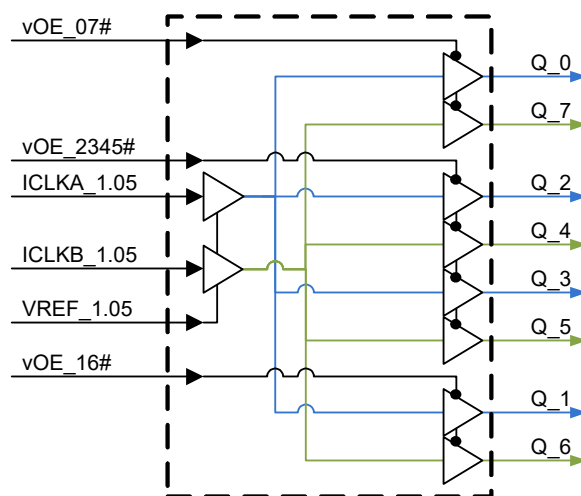 vOE_07#
Q_0
Q_7
vOE_2345#
ICLKA_1.05
Q_2
Q_4
ICLKB_1.05
Q_3
VREF_1.05
Q_5
vOE_16#
Q_1
Q_6